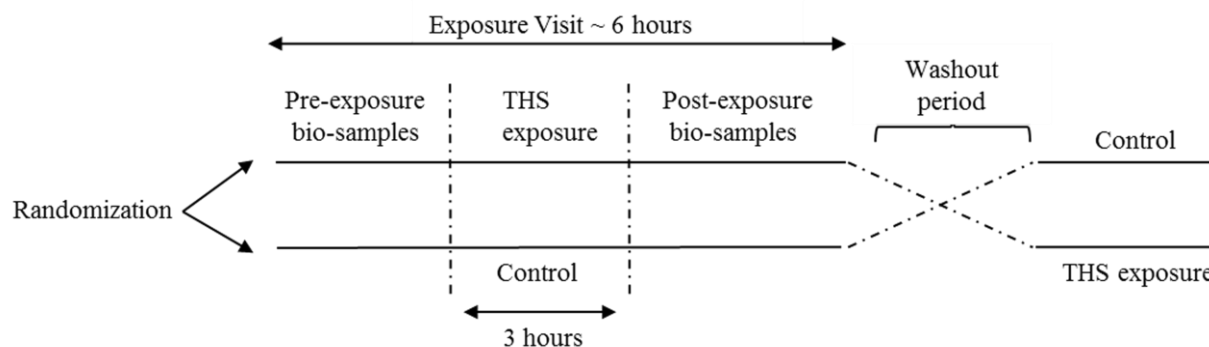 Exposure Visit ~ 6 hours
Washout
period
Pre-exposure
bio-samples
THS
exposure
Post-exposure
bio-samples
Control
Randomization
Control
THS exposure
3 hours